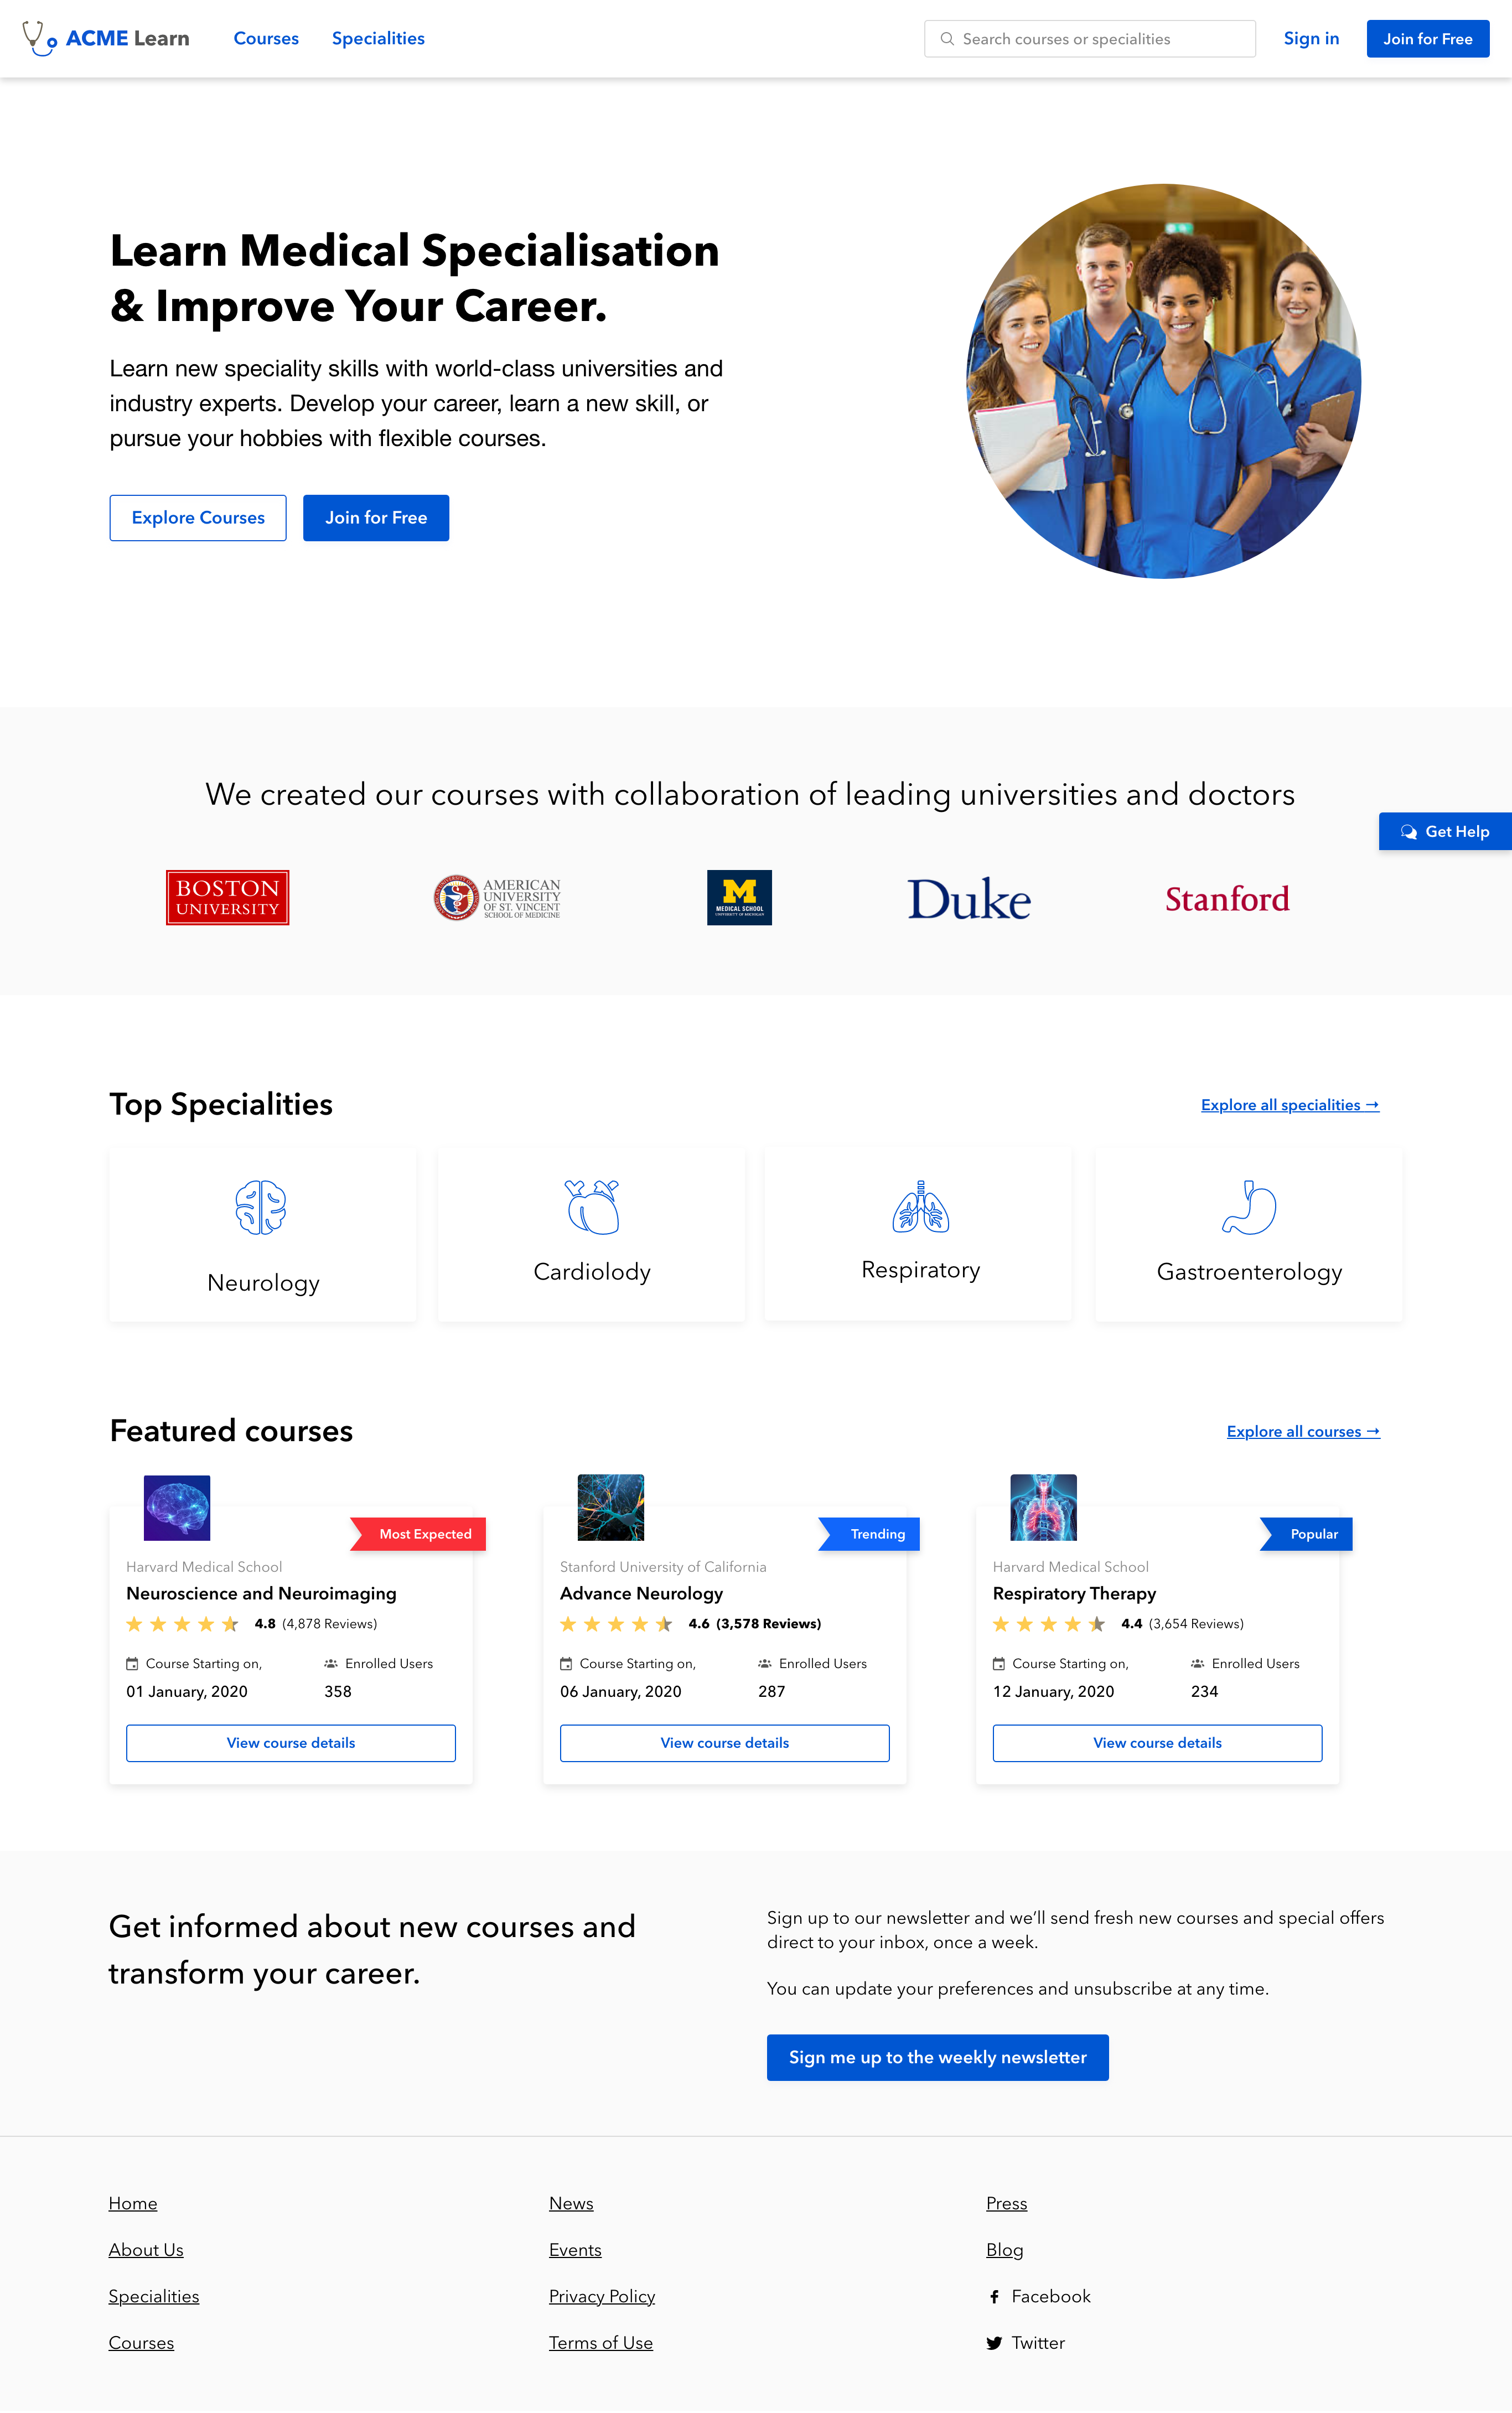 ACME Learn
Courses
Specialities
Search courses or specialities
Sign in
Join for Free
Learn Medical Specialisation
& Improve Your Career.
Learn new speciality skills with world-class universities and
industry experts. Develop your career, learn a new skill, or
pursue your hobbies with flexible courses.
Explore Courses
Join for Free
We created our courses with collaboration of leading universities and doctors
Get Help
BOSTON
UNIVERSITY
AMERICAN
UNIVERSITY
OF ST. VINCENT
SCHOOL OF MEDICINE
M
MEDICAL SCHOOL
UNIVERSITY OF MICHIGAN
Duke
Stanford
Top Specialities
Explore all specialities →
Neurology
Cardiolody
Respiratory
Gastroenterology
Featured courses
Explore all courses →
Most Expected
Harvard Medical School
Neuroscience and Neuroimaging
4.8 (4,878 Reviews)
Course Starting on,
Enrolled Users
01 January, 2020
358
View course details
Trending
Stanford University of California
Advance Neurology
4.6 (3,578 Reviews)
Course Starting on,
Enrolled Users
06 January, 2020
287
View course details
Popular
Harvard Medical School
Respiratory Therapy
4.4 (3,654 Reviews)
Course Starting on,
Enrolled Users
12 January, 2020
234
View course details
Get informed about new courses and
transform your career.
Sign up to our newsletter and we’ll send fresh new courses and special offers
direct to your inbox, once a week.
You can update your preferences and unsubscribe at any time.
Sign me up to the weekly newsletter
Home
About Us
Specialities
Courses
News
Events
Privacy Policy
Terms of Use
Press
Blog
Facebook
Twitter